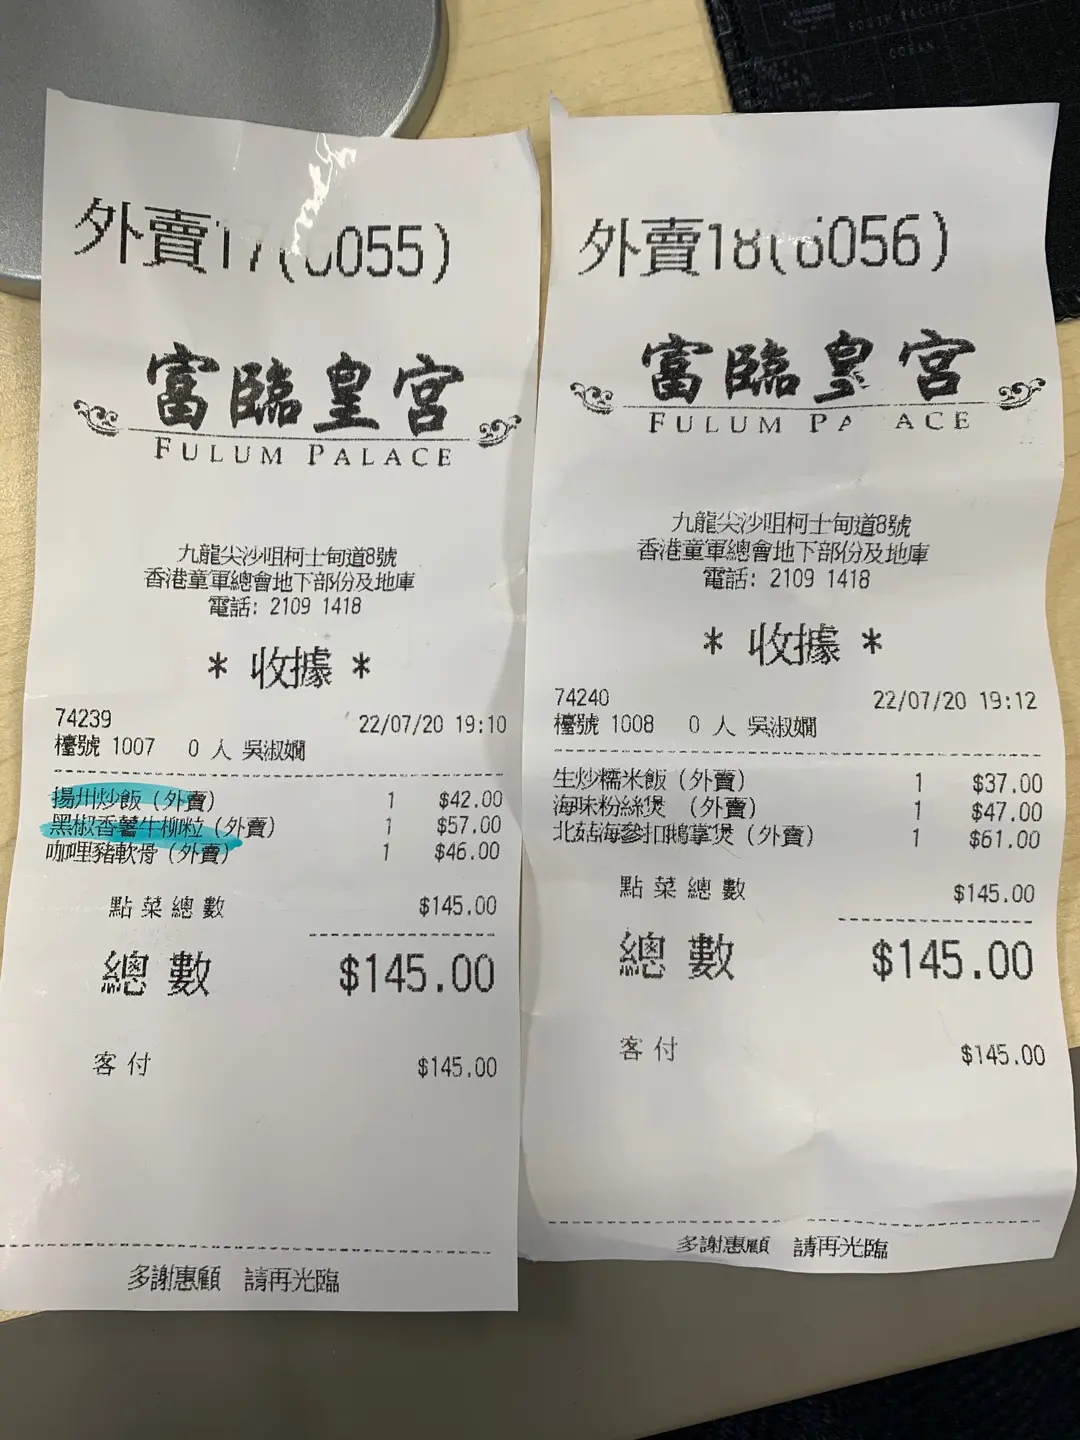 SOUTH PACIFIC
OCEAN
外賣17(6055)
富臨皇宮
FULUM PALACE
九龍尖沙咀柯士甸道8號
香港童軍總會地下部份及地庫
電話: 2109 1418
* 收據 *
74239 22/07/20 19:10
檯號 1007 0 人 吳淑嫺
揚州炒飯 (外賣) 1 $42.00
黑椒香薯牛柳粒 (外賣) 1 $57.00
咖哩豬軟骨 (外賣) 1 $46.00
點菜總數 $145.00
總數 $145.00
客付 $145.00
多謝惠顧 請再光臨
外賣18(6056)
富臨皇宮
FULUM PALACE
九龍尖沙咀柯士甸道8號
香港童軍總會地下部份及地庫
電話: 2109 1418
* 收據 *
74240 22/07/20 19:12
檯號 1008 0 人 吳淑嫺
生炒糯米飯 (外賣) 1 $37.00
海味粉絲煲 (外賣) 1 $47.00
北菇海參扣鵝掌煲 (外賣) 1 $61.00
點菜總數 $145.00
總數 $145.00
客付 $145.00
多謝惠顧 請再光臨